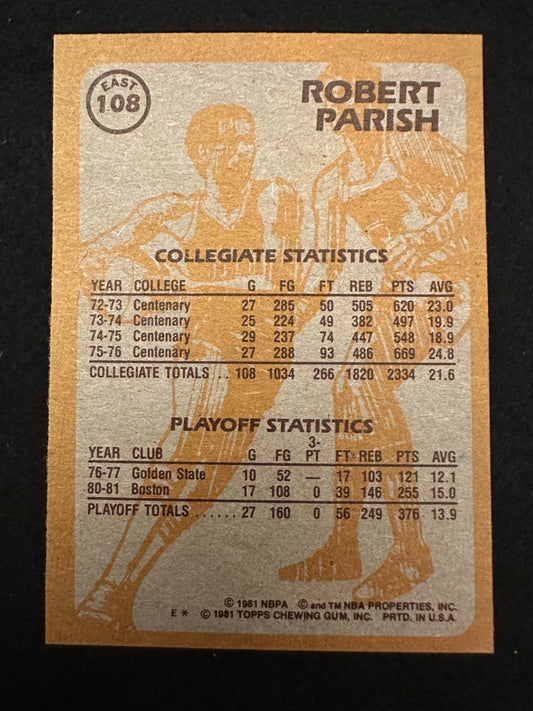 EAST
108
ROBERT
PARISH
COLLEGIATE STATISTICS
YEAR COLLEGE G FG FT REB PTS AVG
72-73 Centenary 27 285 50 505 620 23.0
73-74 Centenary 25 224 49 382 497 19.9
74-75 Centenary 29 237 74 447 548 18.9
75-76 Centenary 27 288 93 486 669 24.8
COLLEGIATE TOTALS .. 108 1034 266 1820 2334 21.6
PLAYOFF STATISTICS
3-
YEAR CLUB G FG PT FT REB PTS AVG
76-77 Golden State 10 52 — 17 103 121 12.1
80-81 Boston 17 108 0 39 146 255 15.0
PLAYOFF TOTALS ...... 27 160 0 56 249 376 13.9
© 1981 NBPA © and TM NBA PROPERTIES, INC.
E * © 1981 TOPPS CHEWING GUM, INC. PRTD. IN U.S.A.